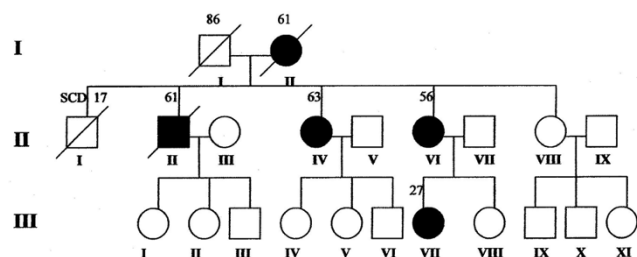 86 61
I
I II
SCD 17 61 63 56
II
I II III IV V VI VII VIII IX
27
III
I II III IV V VI VII VIII IX X XI